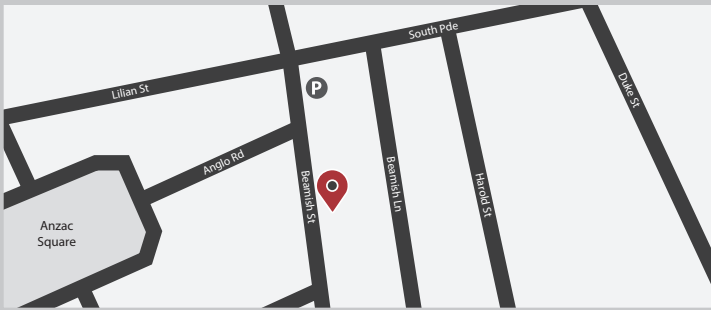 South Pde
Lilian St
P
Duke St
Anglo Rd
Beamish St
Beamish Ln
Harold St
Anzac
Square